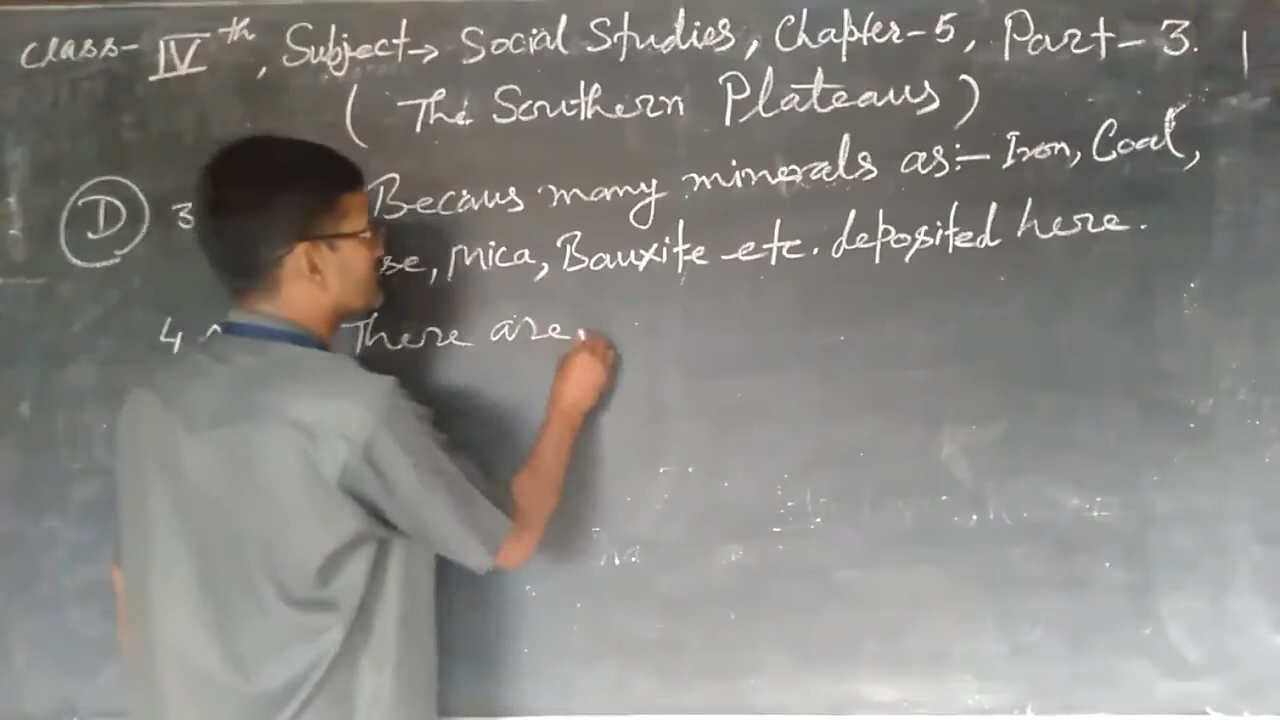 Class- IVth, Subject→ Social Studies, Chapter-5, Part-3.
( The Southern Plateaus )
D 3 Becaus many minerals as:- Iron, Coal,
se, Mica, Bauxite etc. deposited here.
4 There are